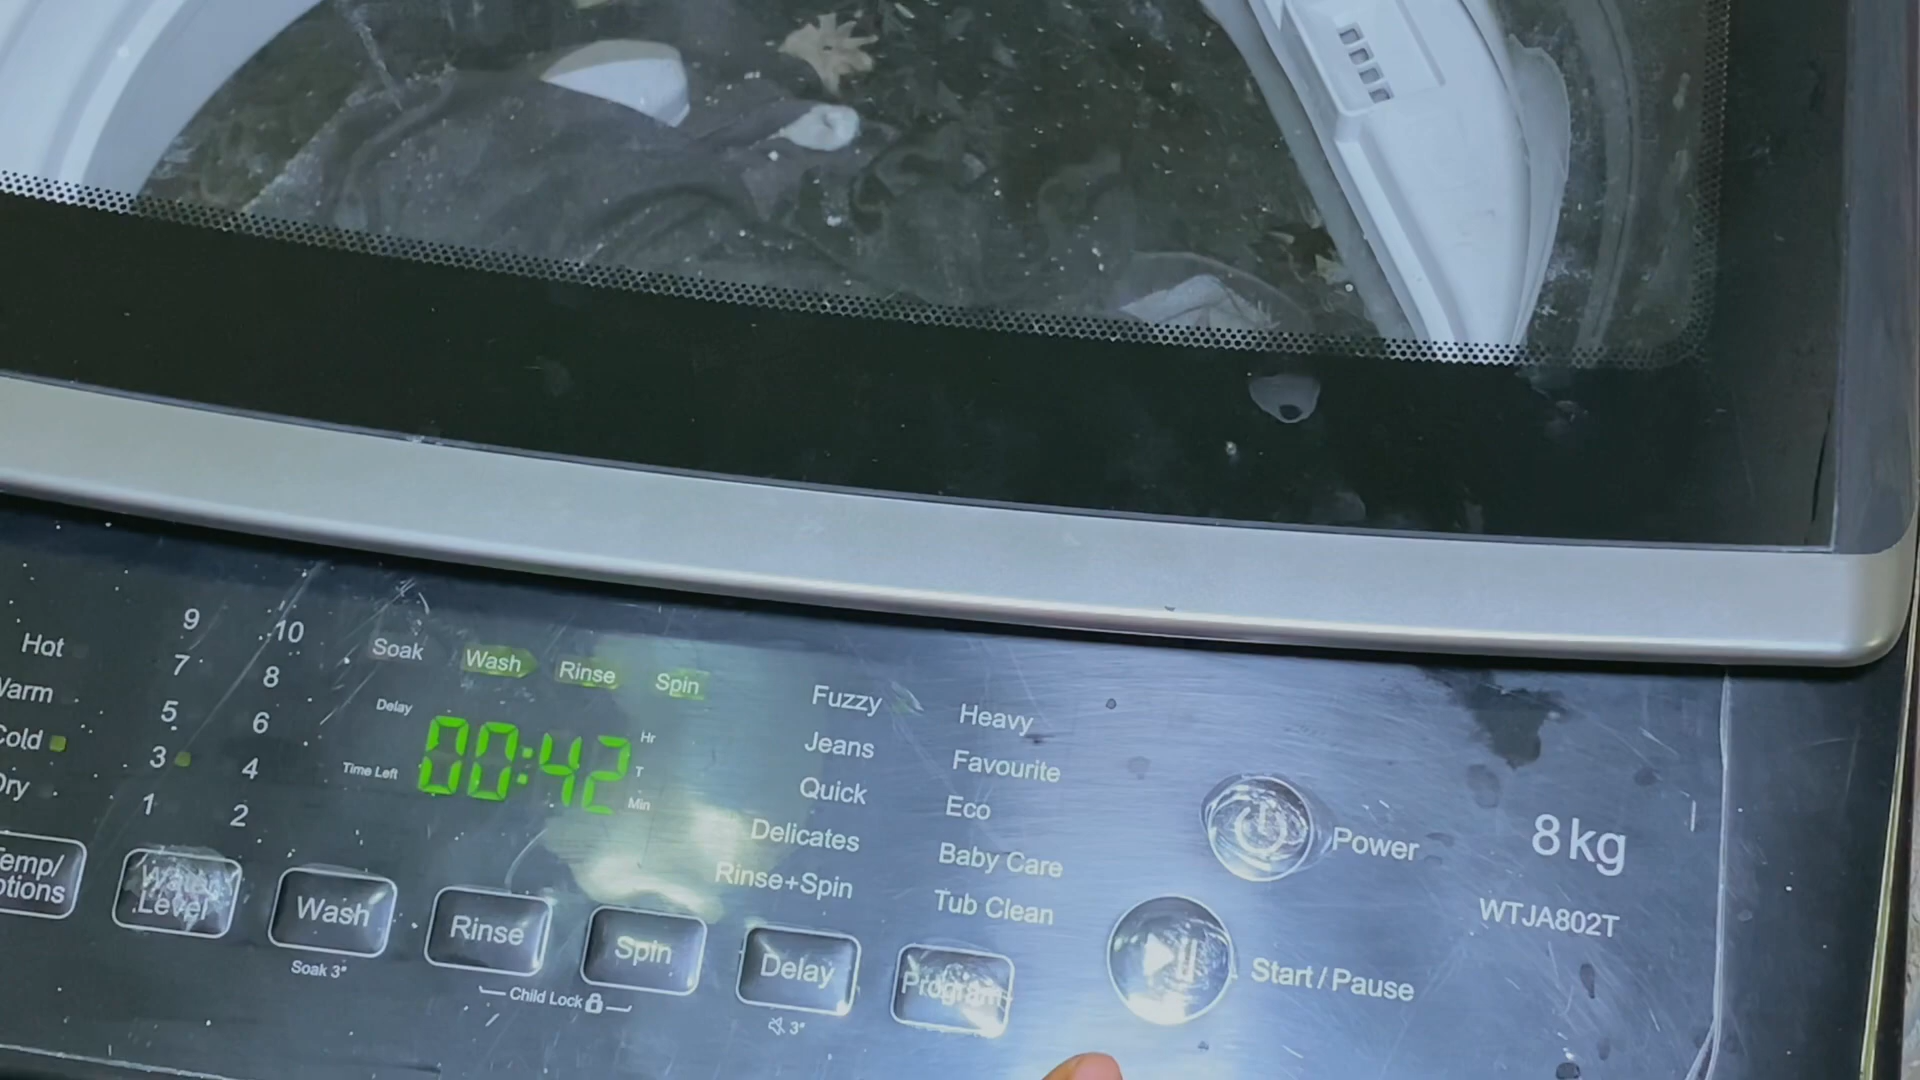 Hot
Warm
Cold
Dry
9 10
7 8
5 6
3 4
1 2
Soak Wash Rinse Spin
Delay
Time Left
00:42
Hr
T
Min
Fuzzy
Jeans
Quick
Delicates
Rinse+Spin
Heavy
Favourite
Eco
Baby Care
Tub Clean
Power
8kg
WTJA802T
Start / Pause
Temp/
Options
Water
Level
Wash
Soak 3"
Rinse
Child Lock
Spin
Delay
3"
Program